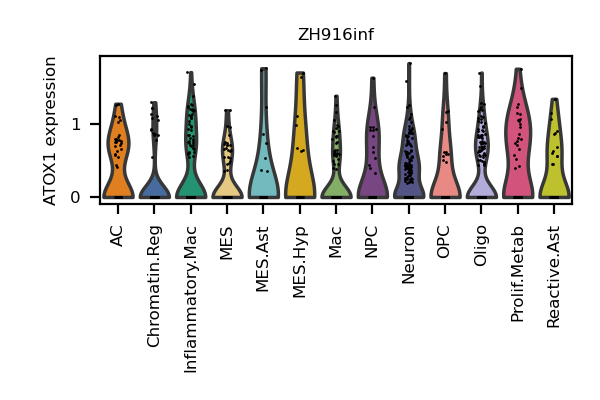 ZH916inf
ATOX1 expression
1
0
AC
Chromatin.Reg
Inflammatory.Mac
MES
MES.Ast
MES.Hyp
Mac
NPC
Neuron
OPC
Oligo
Prolif.Metab
Reactive.Ast